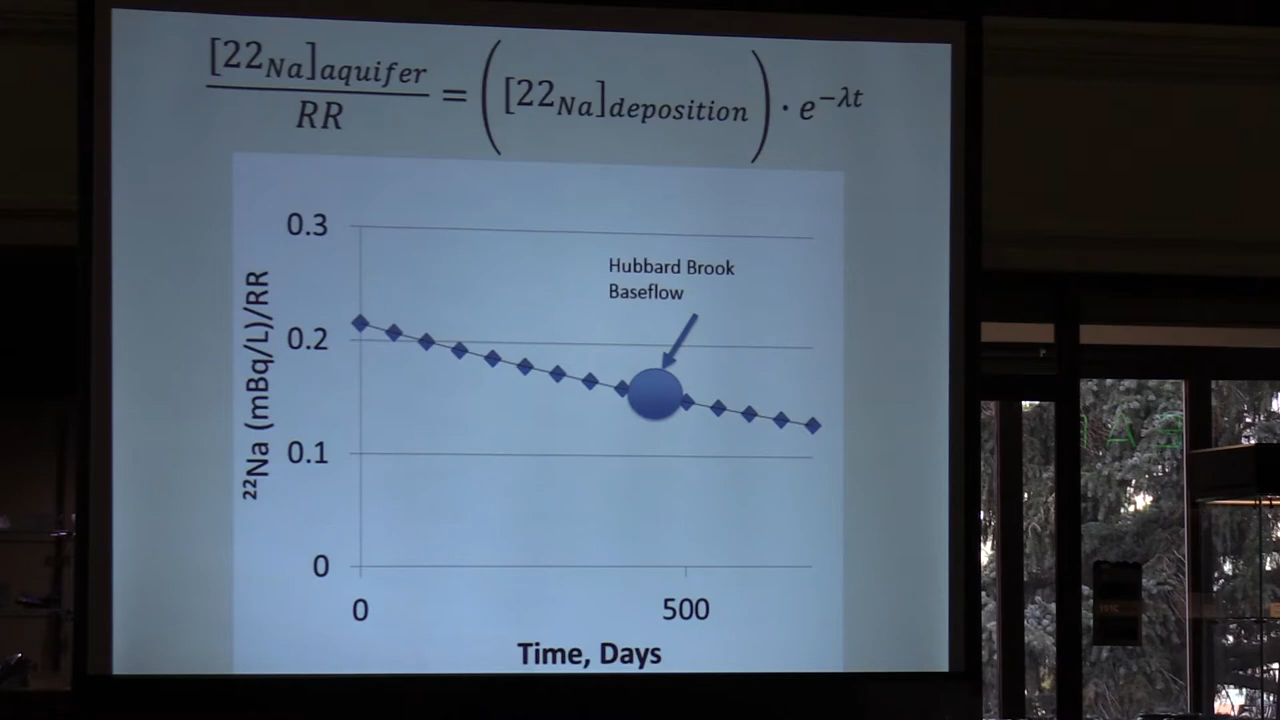 [22Na]aquifer
RR
= ([22Na]deposition) · e^−λt
0.3
Hubbard Brook
Baseflow
0.2
0.1
0
²²Na (mBq/L)/RR
0
500
Time, Days